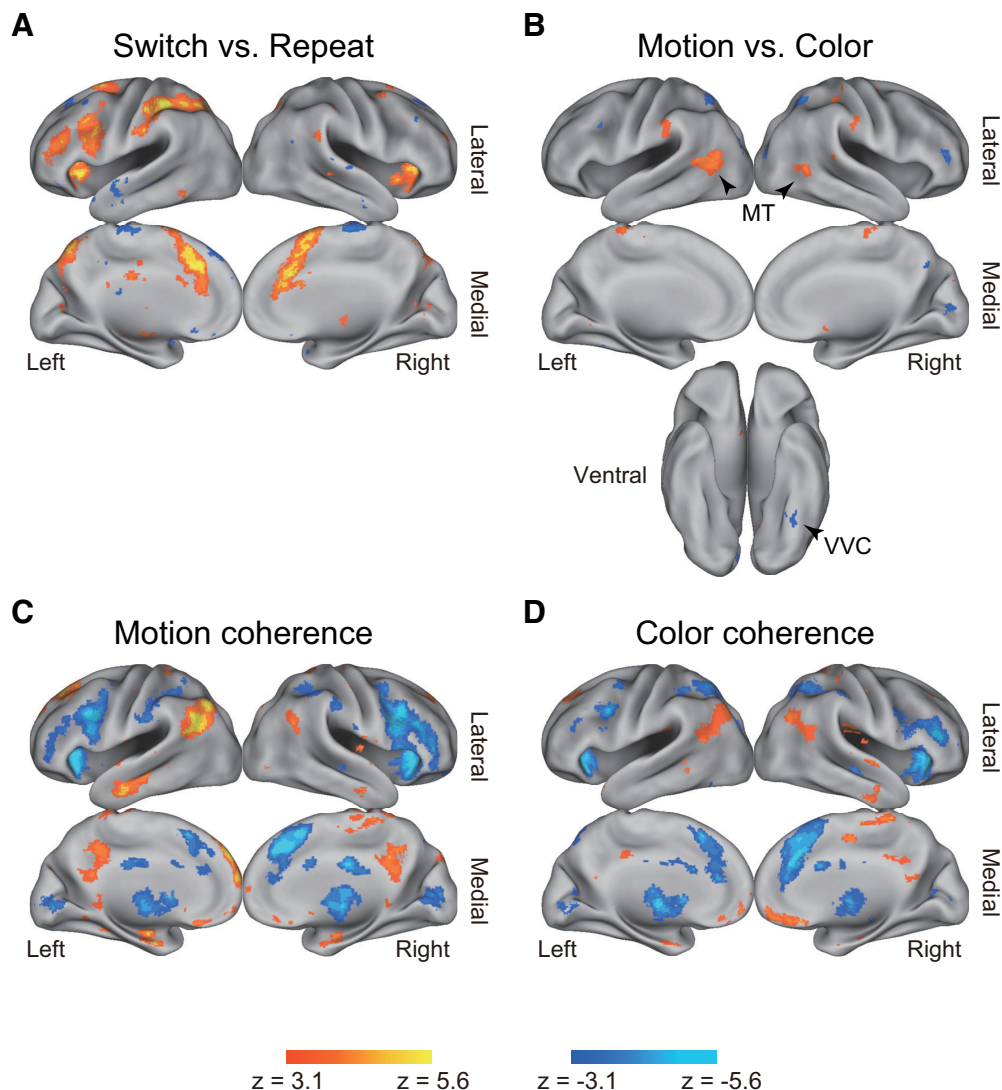 A
Switch vs. Repeat
Lateral
Medial
Left
Right
B
Motion vs. Color
MT
Lateral
Medial
Left
Right
Ventral
VVC
C
Motion coherence
Lateral
Medial
Left
Right
D
Color coherence
Lateral
Medial
Left
Right
z = 3.1
z = 5.6
z = -3.1
z = -5.6